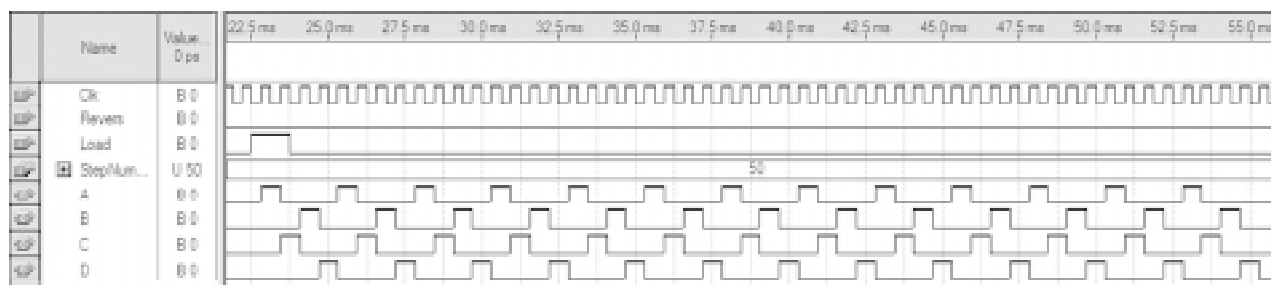 Name Value... 0 ps 22.5 ms 25.0 ms 27.5 ms 30.0 ms 32.5 ms 35.0 ms 37.5 ms 40.0 ms 42.5 ms 45.0 ms 47.5 ms 50.0 ms 52.5 ms 55.0 ms
Clk B 0
Revers B 0
Load B 0
StepNum... U 50 50
A B 0
B B 0
C B 0
D B 0